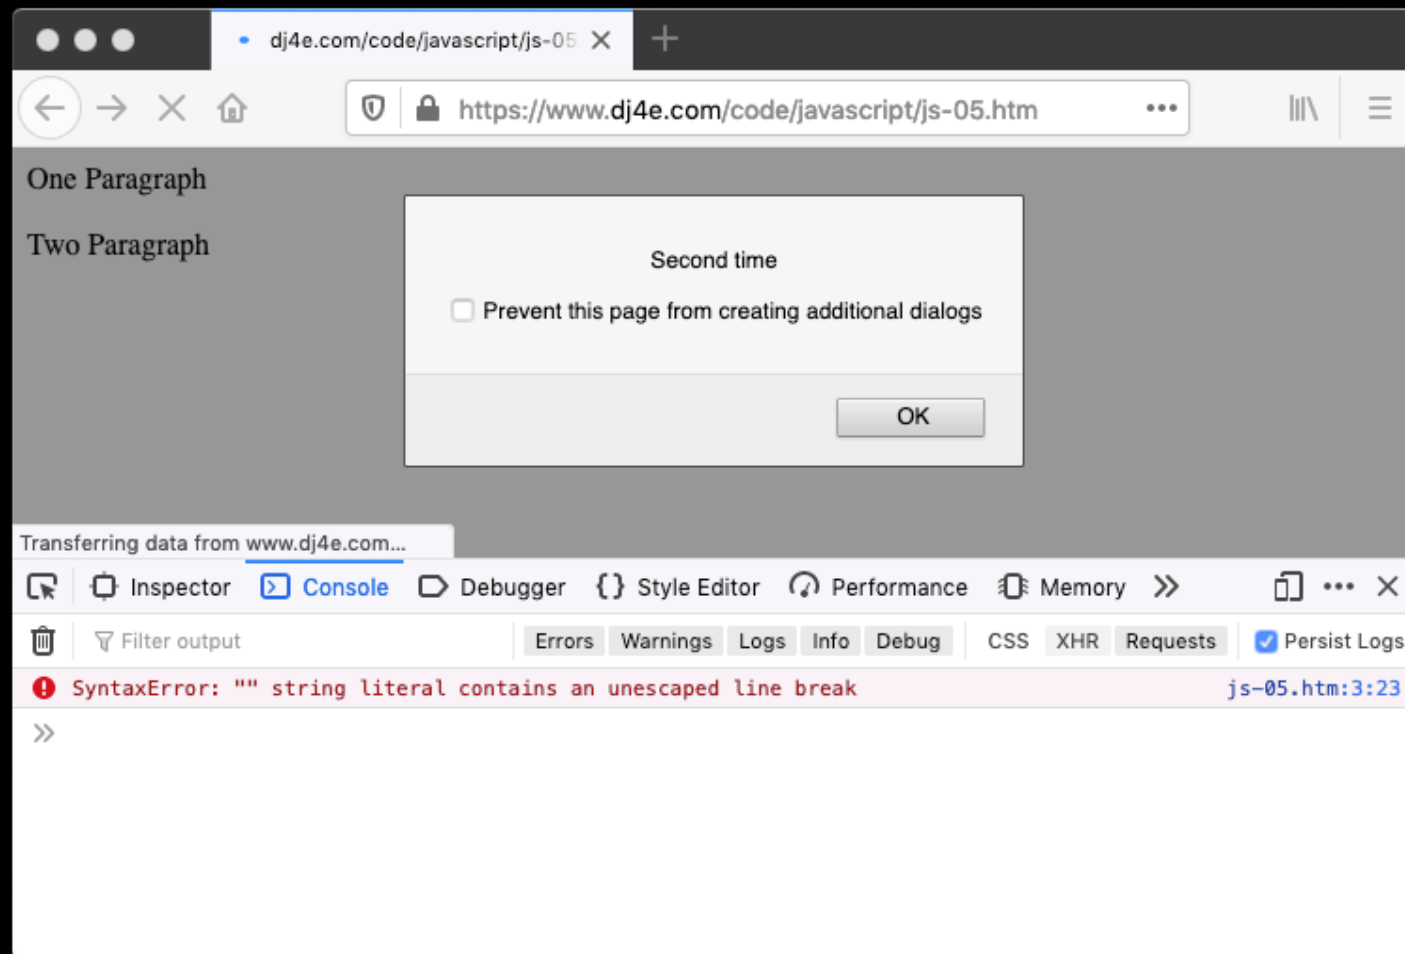 dj4e.com/code/javascript/js-05
https://www.dj4e.com/code/javascript/js-05.htm
One Paragraph
Two Paragraph
Second time
Prevent this page from creating additional dialogs
OK
Transferring data from www.dj4e.com...
Inspector Console Debugger {} Style Editor Performance Memory
Filter output Errors Warnings Logs Info Debug CSS XHR Requests Persist Logs
SyntaxError: "" string literal contains an unescaped line break js-05.htm:3:23